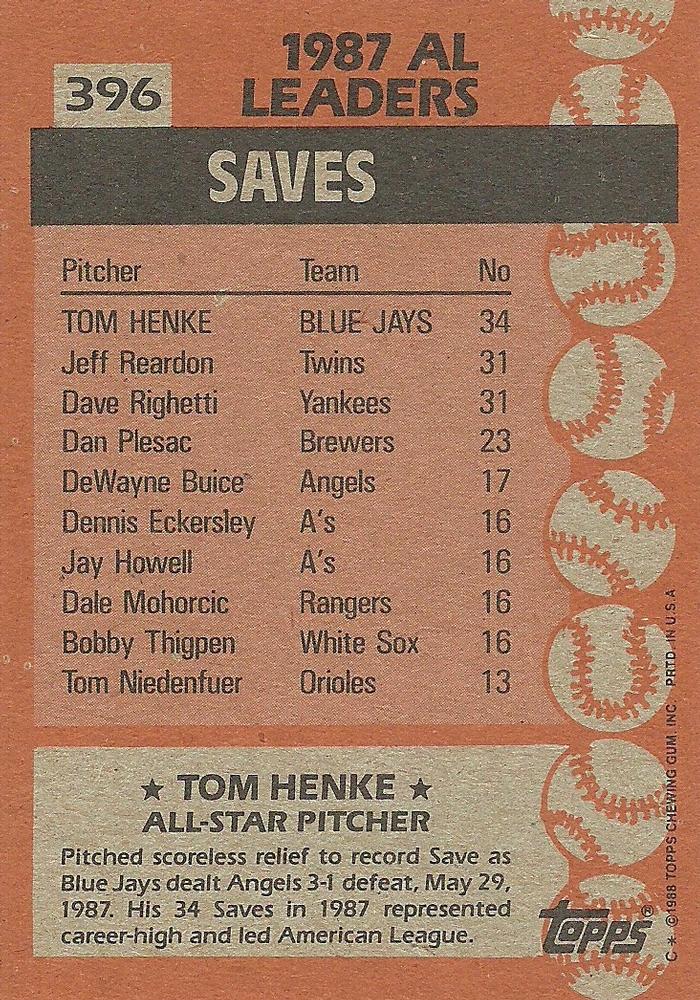 396
1987 AL
LEADERS
SAVES
Pitcher Team No
TOM HENKE BLUE JAYS 34
Jeff Reardon Twins 31
Dave Righetti Yankees 31
Dan Plesac Brewers 23
DeWayne Buice Angels 17
Dennis Eckersley A's 16
Jay Howell A's 16
Dale Mohorcic Rangers 16
Bobby Thigpen White Sox 16
Tom Niedenfuer Orioles 13
★ TOM HENKE ★
ALL-STAR PITCHER
Pitched scoreless relief to record Save as
Blue Jays dealt Angels 3-1 defeat, May 29,
1987. His 34 Saves in 1987 represented
career-high and led American League.
topps®
C* ©1988 TOPPS CHEWING GUM, INC. PRTD. IN U.S.A